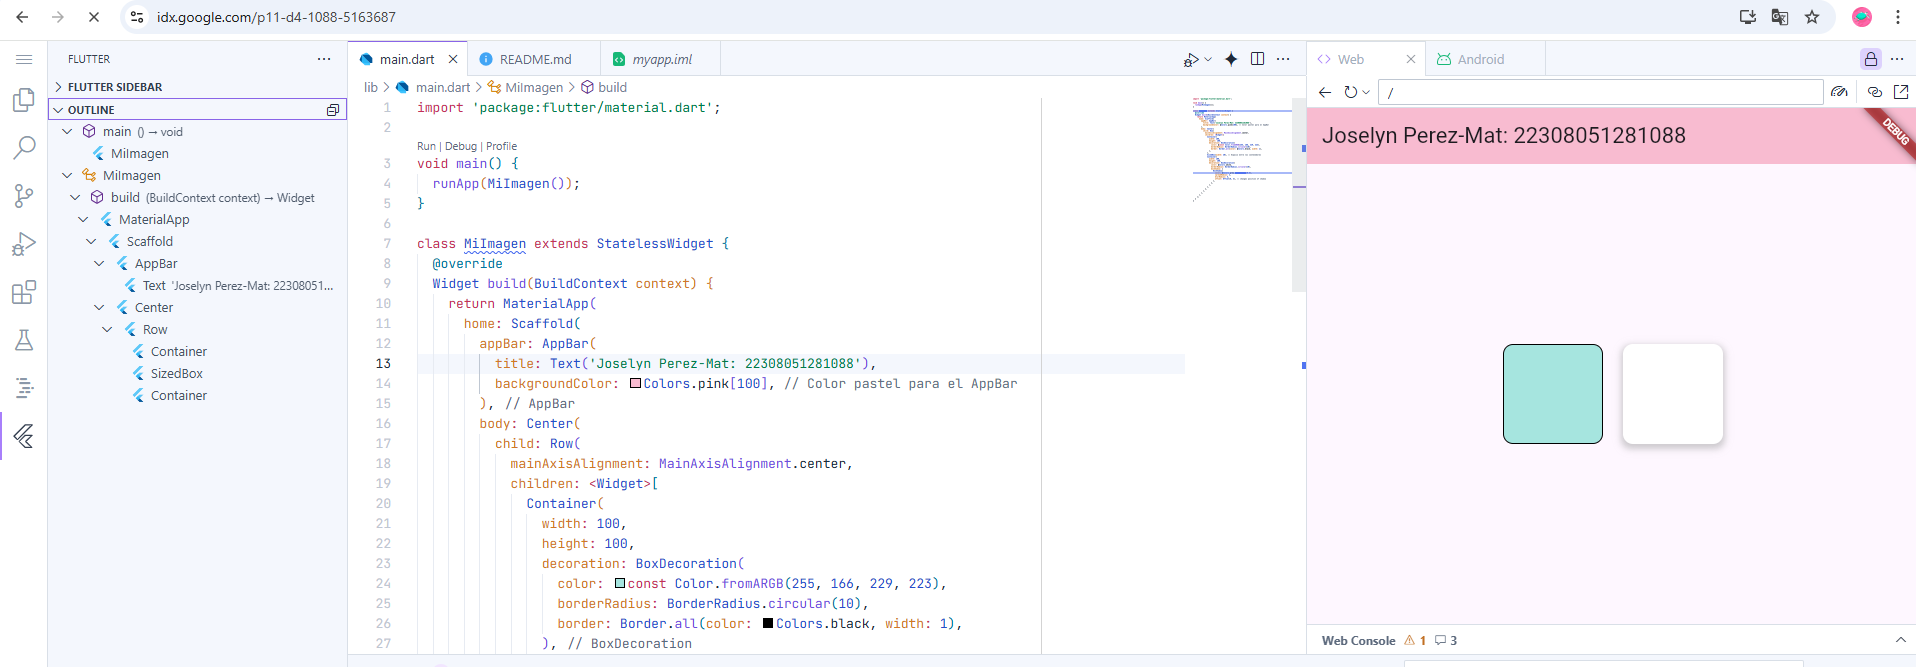 idx.google.com/p11-d4-1088-5163687
FLUTTER
main.dart
README.md
myapp.iml
Web
Android
FLUTTER SIDEBAR
OUTLINE
lib > main.dart > MiImagen > build
/
main () → void
MiImagen
MiImagen
build (BuildContext context) → Widget
MaterialApp
Scaffold
AppBar
Text 'Joselyn Perez-Mat: 22308051...
Center
Row
Container
SizedBox
Container
1 import 'package:flutter/material.dart';
2
Run | Debug | Profile
3 void main() {
4 runApp(MiImagen());
5 }
6
7 class MiImagen extends StatelessWidget {
8 @override
9 Widget build(BuildContext context) {
10 return MaterialApp(
11 home: Scaffold(
12 appBar: AppBar(
13 title: Text('Joselyn Perez-Mat: 22308051281088'),
14 backgroundColor: Colors.pink[100], // Color pastel para el AppBar
15 ), // AppBar
16 body: Center(
17 child: Row(
18 mainAxisAlignment: MainAxisAlignment.center,
19 children: <Widget>[
20 Container(
21 width: 100,
22 height: 100,
23 decoration: BoxDecoration(
24 color: const Color.fromARGB(255, 166, 229, 223),
25 borderRadius: BorderRadius.circular(10),
26 border: Border.all(color: Colors.black, width: 1),
27 ), // BoxDecoration
Joselyn Perez-Mat: 22308051281088
DEBUG
Web Console 1 3